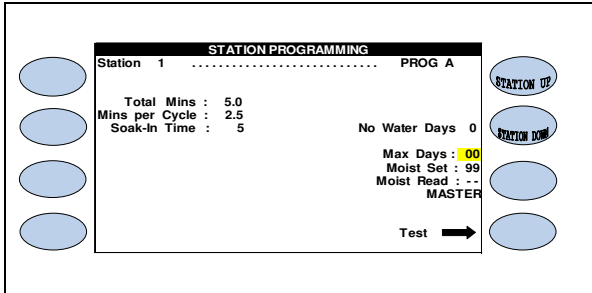 STATION PROGRAMMING
Station 1 ............................ PROG A
STATION UP
Total Mins : 5.0
Mins per Cycle : 2.5
Soak-In Time : 5 No Water Days 0
STATION DOWN
Max Days : 00
Moist Set : 99
Moist Read : --
MASTER
Test